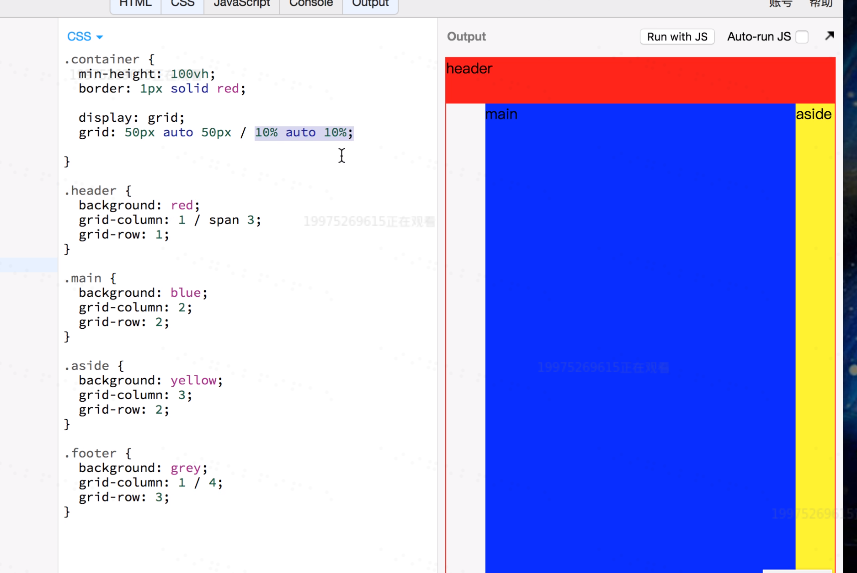 HTML CSS JavaScript Console Output 账号 帮助
CSS
Output Run with JS Auto-run JS
.container {
min-height: 100vh;
border: 1px solid red;
display: grid;
grid: 50px auto 50px / 10% auto 10%;
}
.header {
background: red;
grid-column: 1 / span 3;
grid-row: 1;
}
.main {
background: blue;
grid-column: 2;
grid-row: 2;
}
.aside {
background: yellow;
grid-column: 3;
grid-row: 2;
}
.footer {
background: grey;
grid-column: 1 / 4;
grid-row: 3;
}
header
main aside
19975269615正在观看
19975269615正在观看